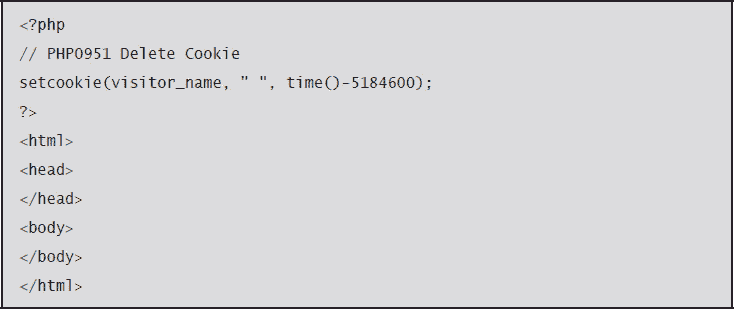 <?php
// PHP0951 Delete Cookie
setcookie(visitor_name, ” ”, time()-5184600);
?>
<html>
<head>
</head>
<body>
</body>
</html>